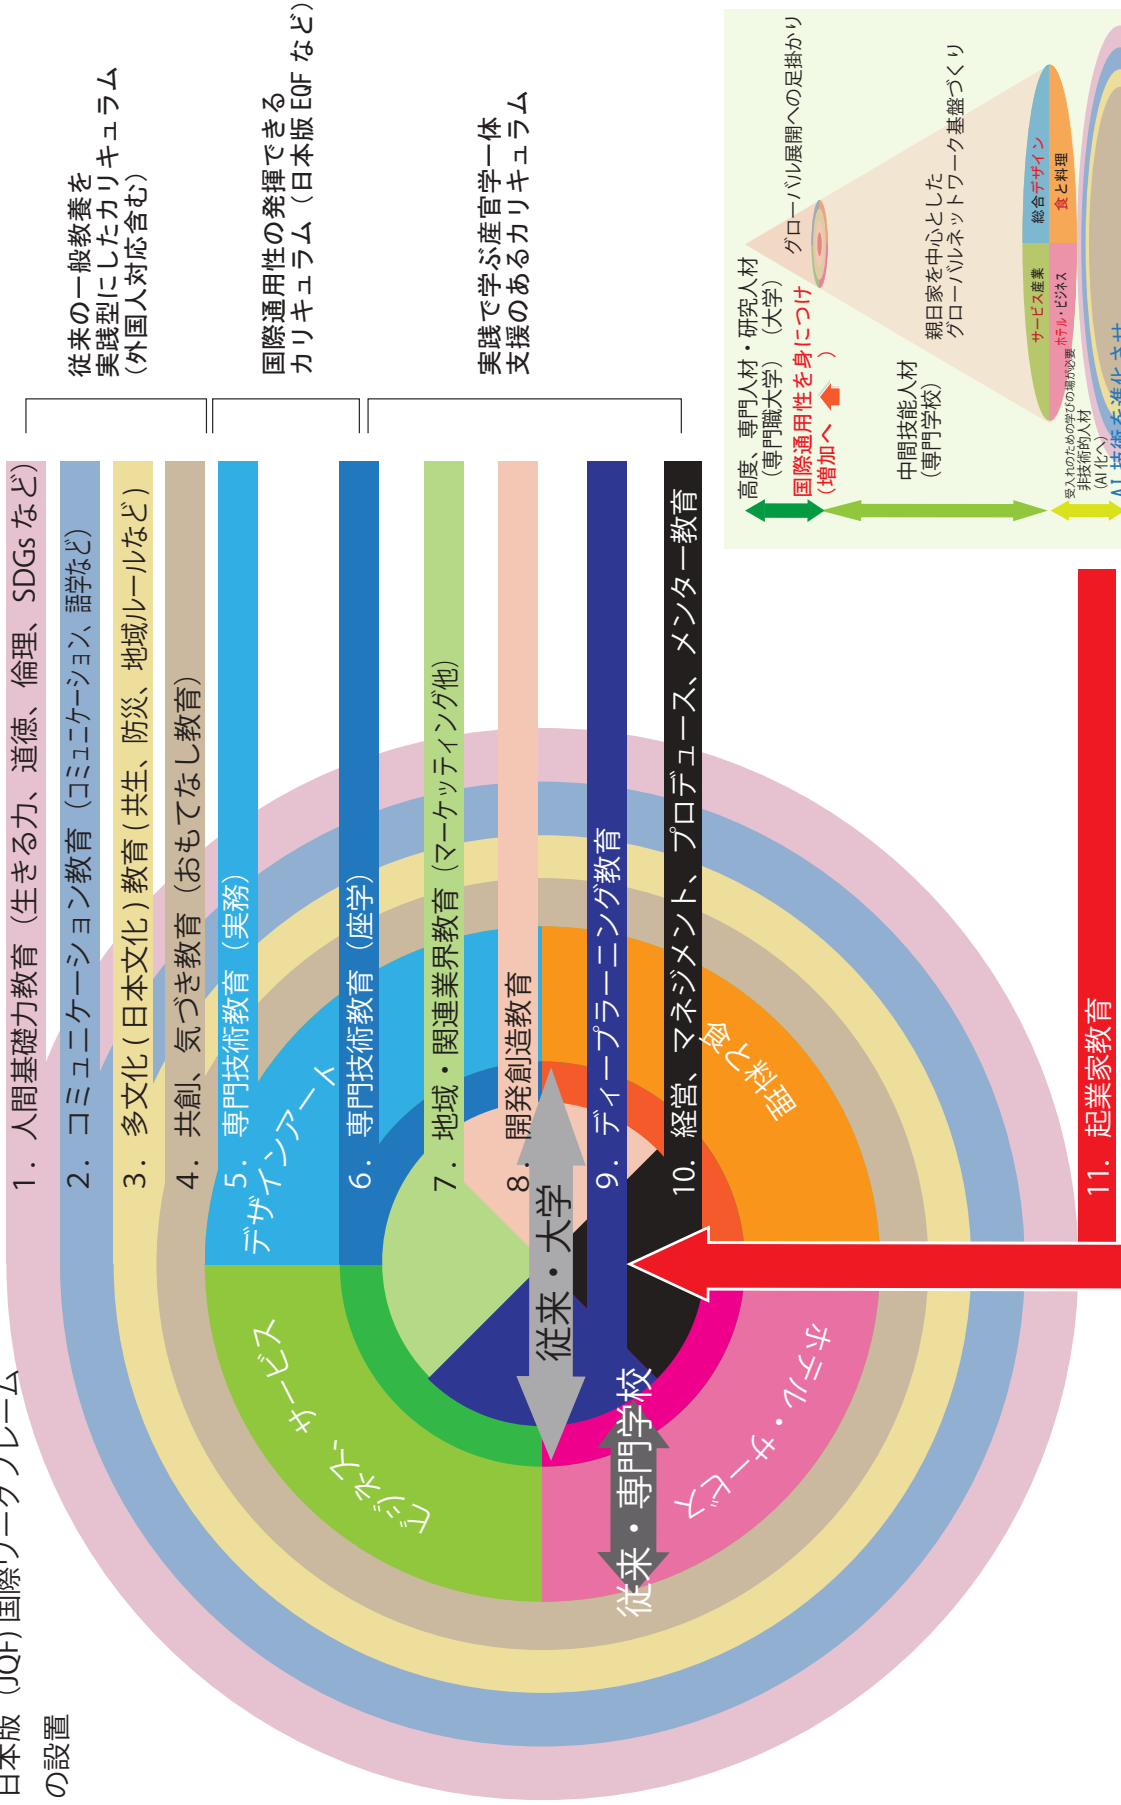 日本版（JQF）国際ワークフレーム
の設置
1．人間基礎力教育（生きる力、道徳、倫理、SDGs など）
2．コミュニケーション教育（コミュニケーション、語学など）
3．多文化 ( 日本文化 ) 教育 ( 共生、防災、地域ルールなど）
4．共創、気づき教育（おもてなし教育）
5．専門技術教育（実務）
6．専門技術教育（座学）
7．地域・関連業界教育（マーケッティング他）
8．開発創造教育
9．ディープラーニング教育
10．経営、マネジメント、プロデュース、メンター教育
11．起業家教育
従来の一般教養を
実践型にしたカリキュラム
（外国人対応含む）
国際通用性の発揮できる
カリキュラム（日本版 EQF など）
実践で学ぶ産官学一体
支援のあるカリキュラム
デザインアート
食と料理
ビジネス、サービス
ホテル・サービス
従来・大学
従来・専門学校
高度、専門人材・研究人材
（専門職大学）（大学）
国際通用性を身につけ
（増加へ　）
グローバル展開への足掛かり
中間技能人材
（専門学校）
親日家を中心とした
グローバルネットワーク基盤づくり
サービス産業
総合デザイン
ホテル・ビジネス
食と料理
受入れのための学びの場が必要
非技術的人材
（AI 化へ）
AI 技術を進化させ